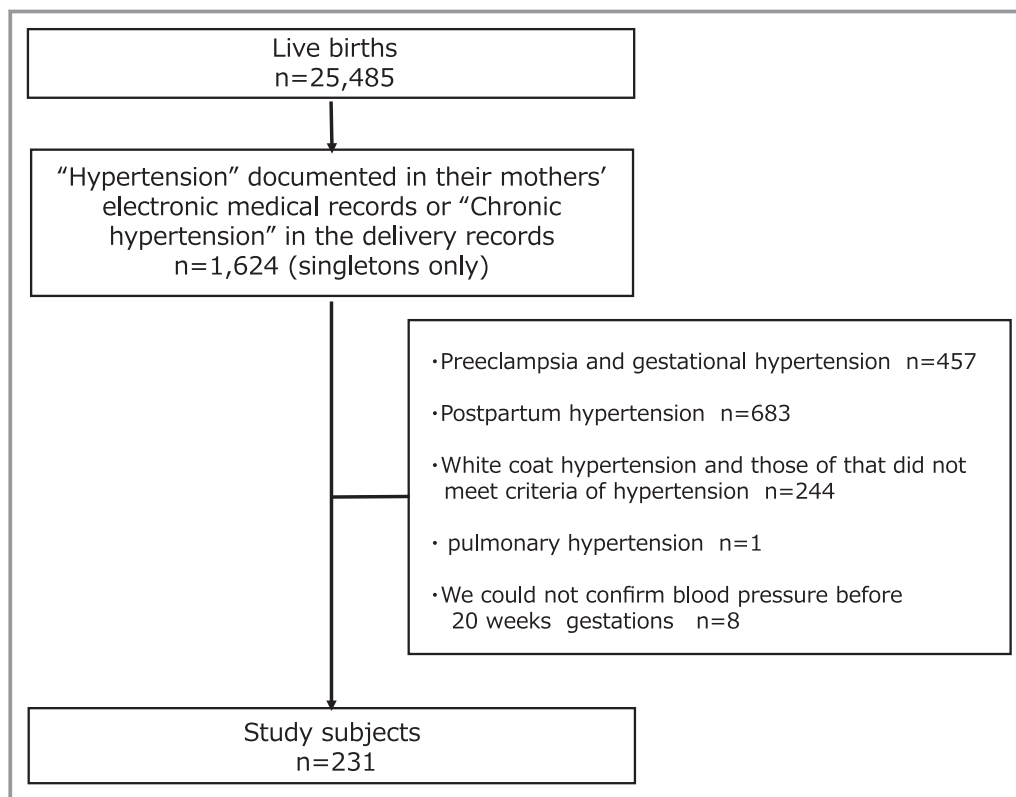 Live births
n=25,485
“Hypertension” documented in their mothers’
electronic medical records or “Chronic
hypertension” in the delivery records
n=1,624 (singletons only)
・Preeclampsia and gestational hypertension n=457
・Postpartum hypertension n=683
・White coat hypertension and those of that did not
meet criteria of hypertension n=244
・ pulmonary hypertension n=1
・We could not confirm blood pressure before
20 weeks gestations n=8
Study subjects
n=231